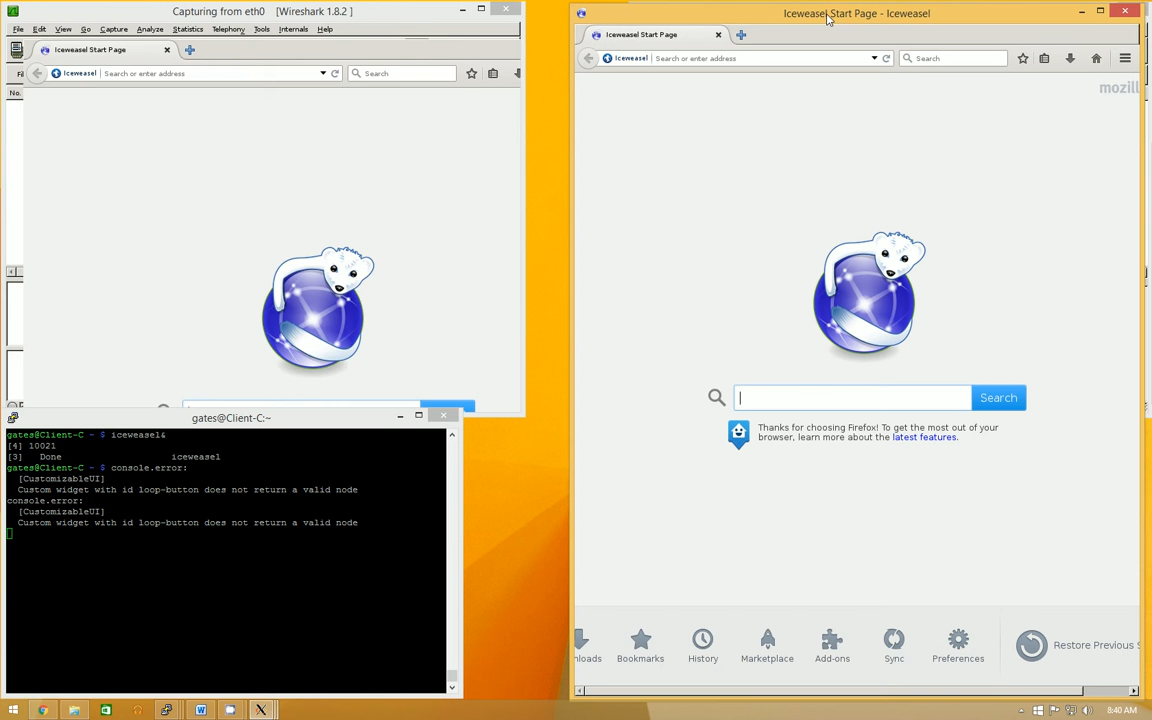 Capturing from eth0    [Wireshark 1.8.2 ]
File Edit View Go Capture Analyze Statistics Telephony Tools Internals Help
Iceweasel Start Page
Iceweasel Search or enter address Search
No.
Iceweasel Start Page - Iceweasel
Iceweasel Start Page
Iceweasel Search or enter address Search
mozill
Search
Thanks for choosing Firefox! To get the most out of your
browser, learn more about the latest features.
Bookmarks History Marketplace Add-ons Sync Preferences Restore Previous S
gates@Client-C:~
gates@Client-C ~ $ iceweasel&
[4] 10021
[3]   Done                    iceweasel
gates@Client-C ~ $ console.error:
[CustomizableUI]
Custom widget with id loop-button does not return a valid node
console.error:
[CustomizableUI]
Custom widget with id loop-button does not return a valid node
8:40 AM